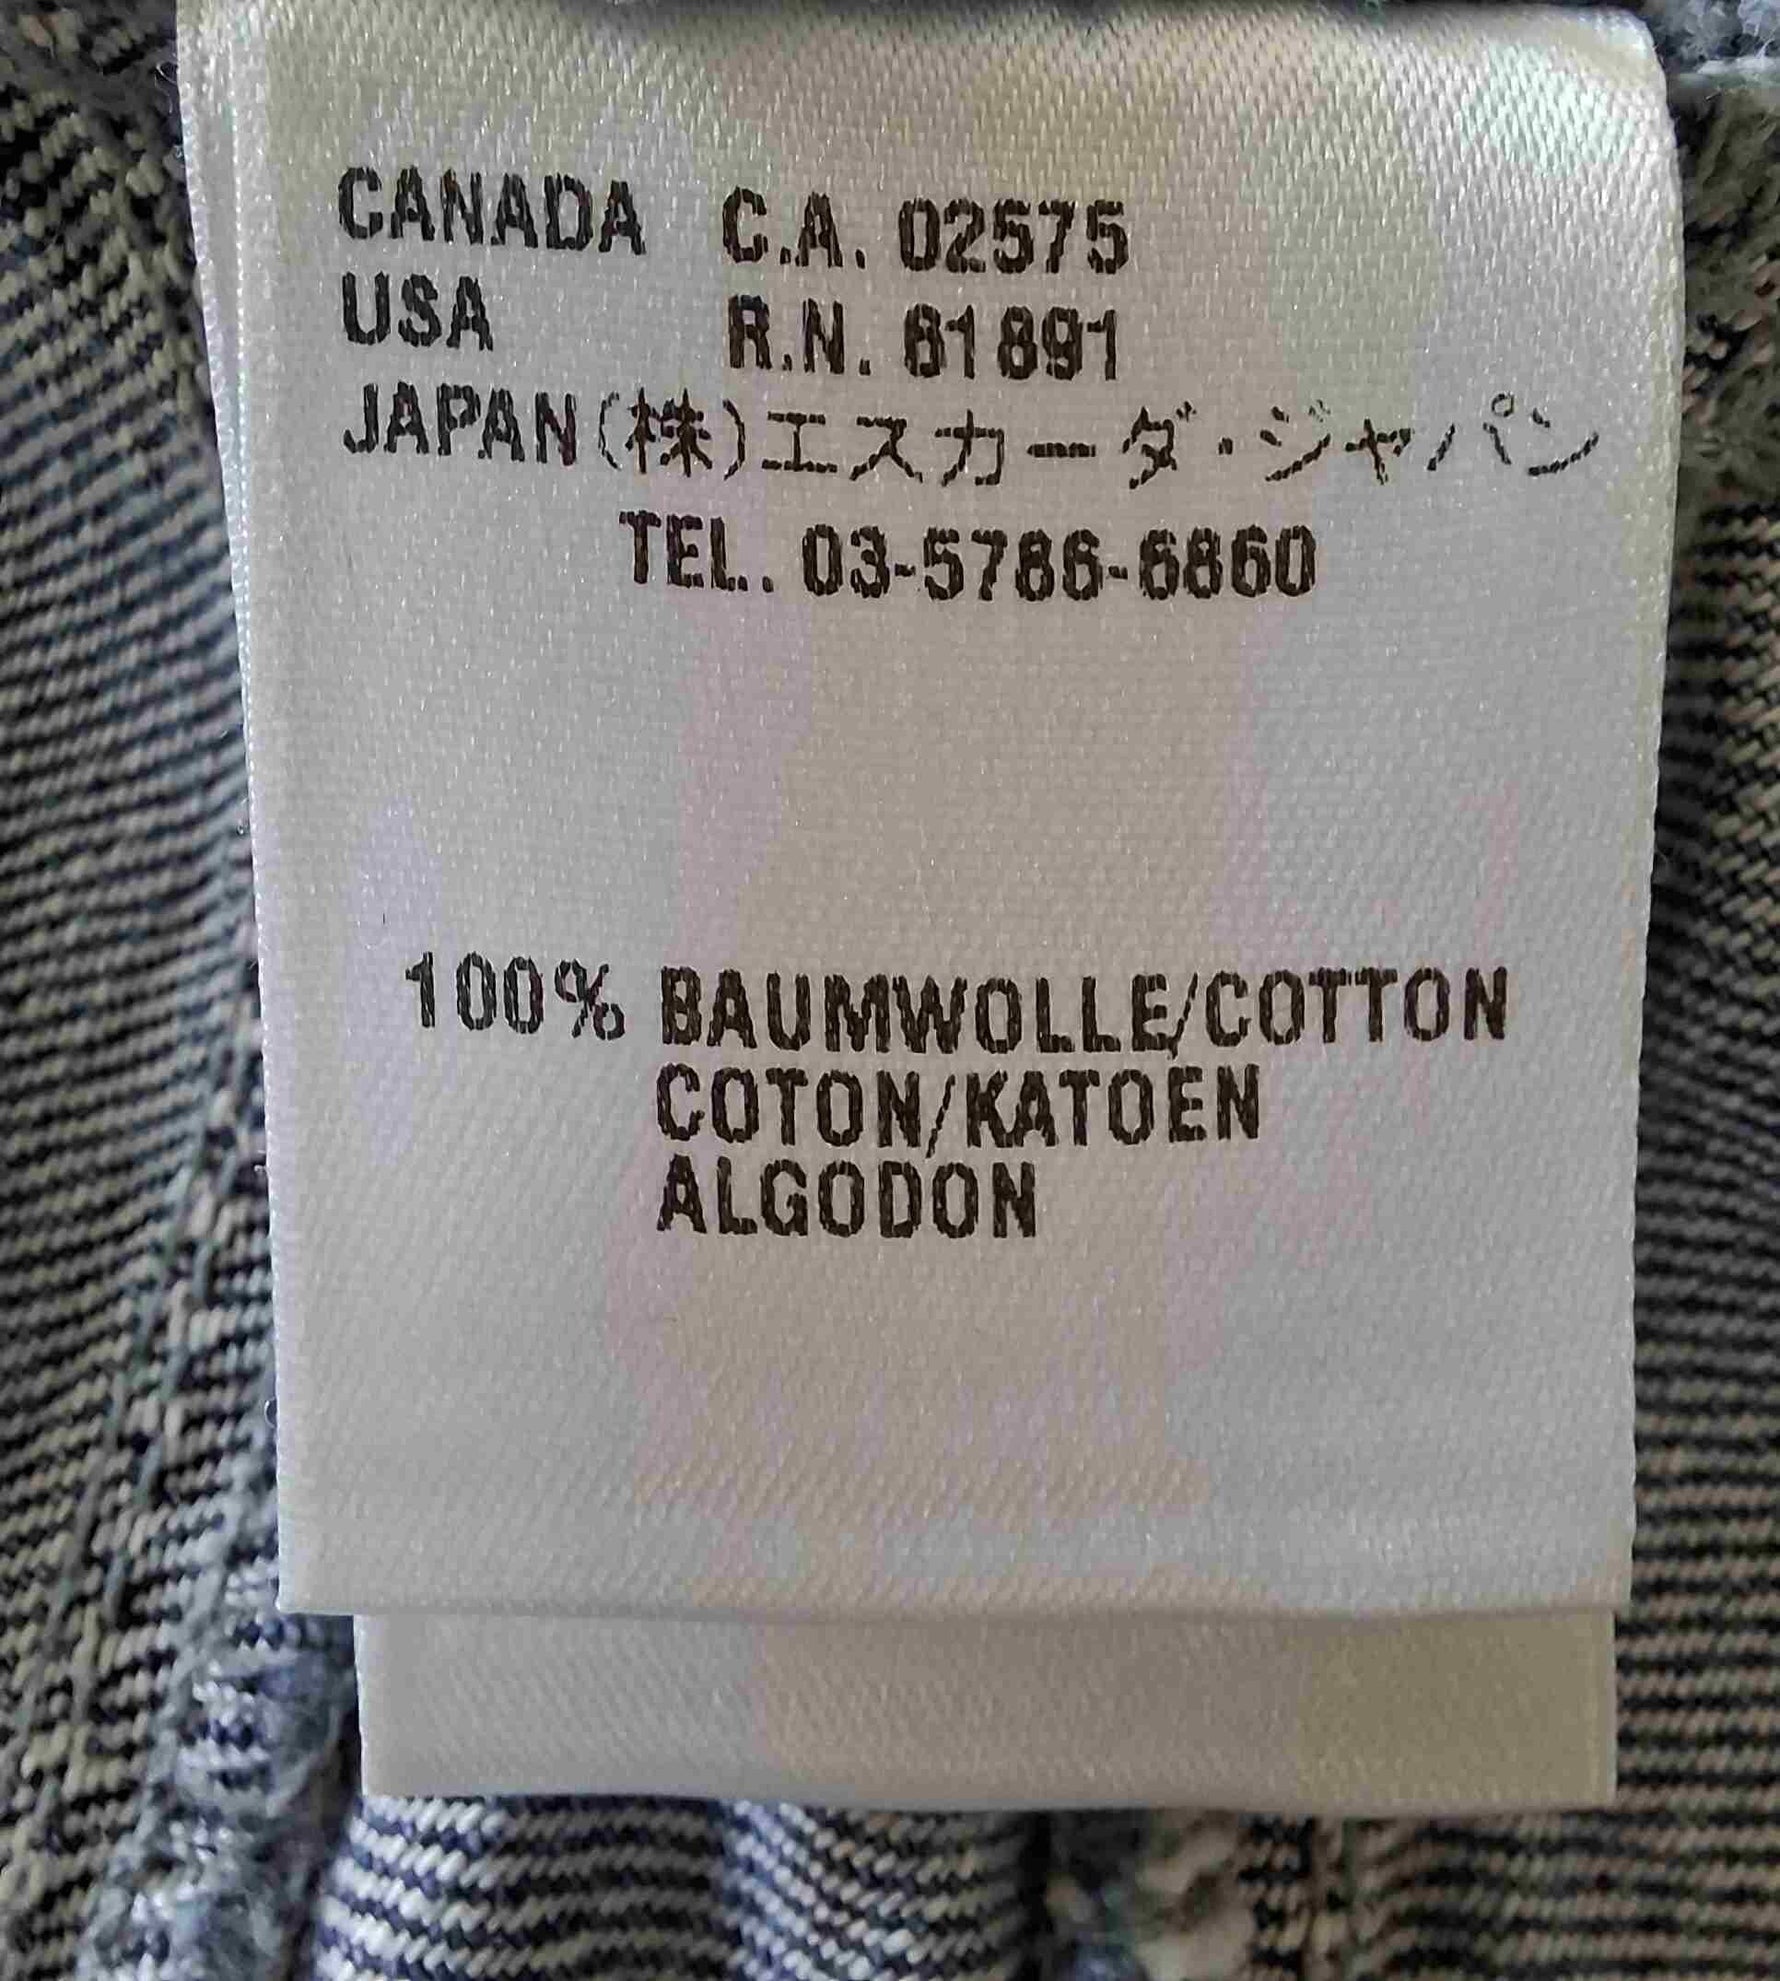 CANADA C.A. 02575
USA R.N. 61891
JAPAN(株)エスカーダ・ジャパン
TEL. 03-5786-6860
100% BAUMWOLLE/COTTON
COTON/KATOEN
ALGODON